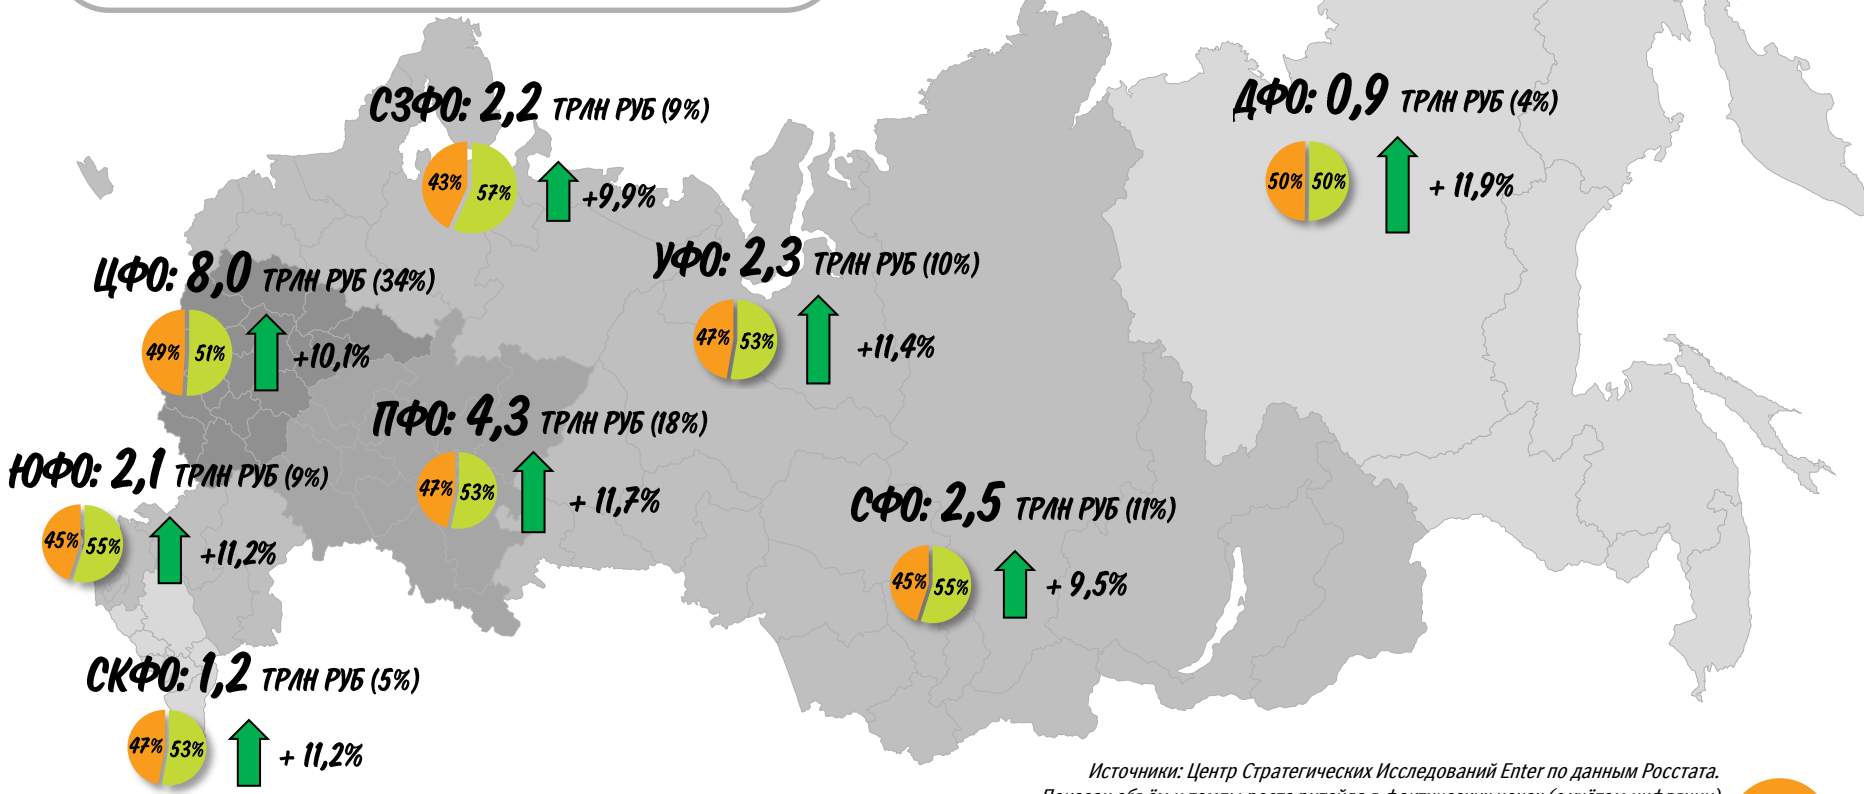 СЗФО: 2,2 ТРЛН РУБ (9%)
43% 57%
+9,9%
ДФО: 0,9 ТРЛН РУБ (4%)
50% 50%
+ 11,9%
ЦФО: 8,0 ТРЛН РУБ (34%)
49% 51%
+10,1%
УФО: 2,3 ТРЛН РУБ (10%)
47% 53%
+11,4%
ПФО: 4,3 ТРЛН РУБ (18%)
47% 53%
+ 11,7%
ЮФО: 2,1 ТРЛН РУБ (9%)
45% 55%
+11,2%
СФО: 2,5 ТРЛН РУБ (11%)
45% 55%
+ 9,5%
СКФО: 1,2 ТРЛН РУБ (5%)
47% 53%
+ 11,2%
Источники: Центр Стратегических Исследований Enter по данным Росстата.